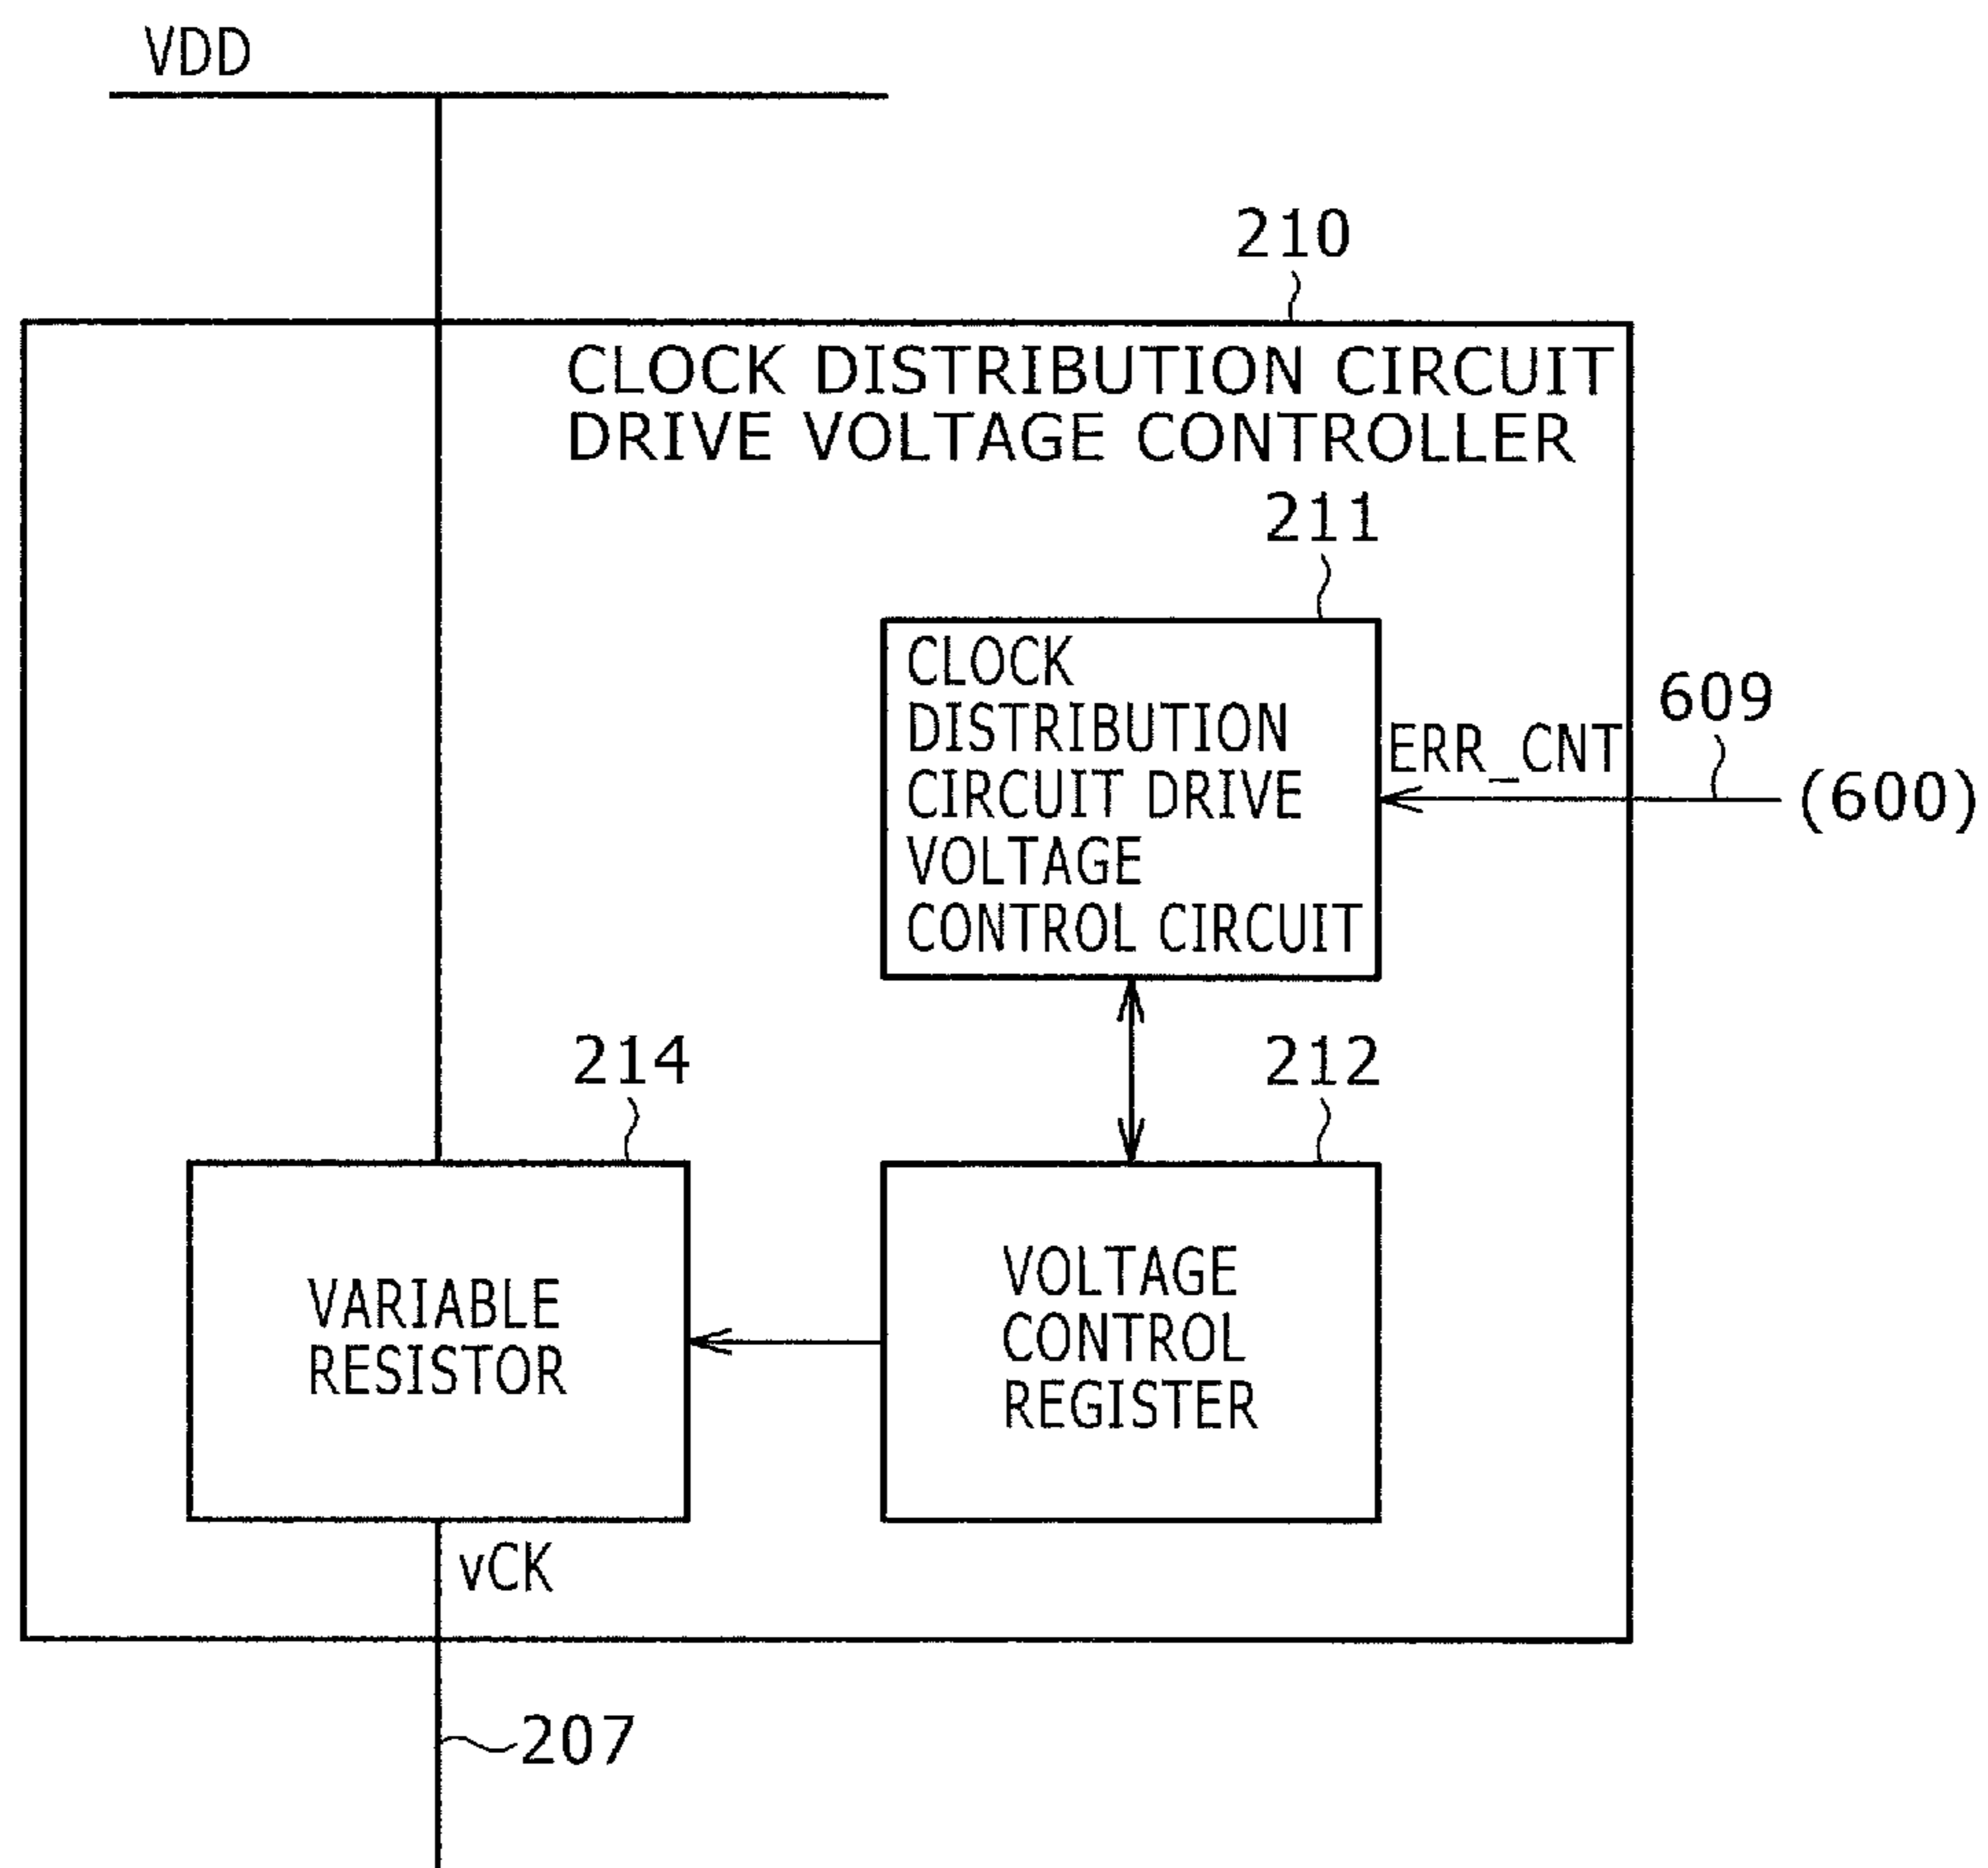 VDD
210
CLOCK DISTRIBUTION CIRCUIT
DRIVE VOLTAGE CONTROLLER
211
CLOCK
DISTRIBUTION
CIRCUIT DRIVE
VOLTAGE
CONTROL CIRCUIT
ERR_CNT
609
(600)
214
212
VARIABLE
RESISTOR
VOLTAGE
CONTROL
REGISTER
vCK
207